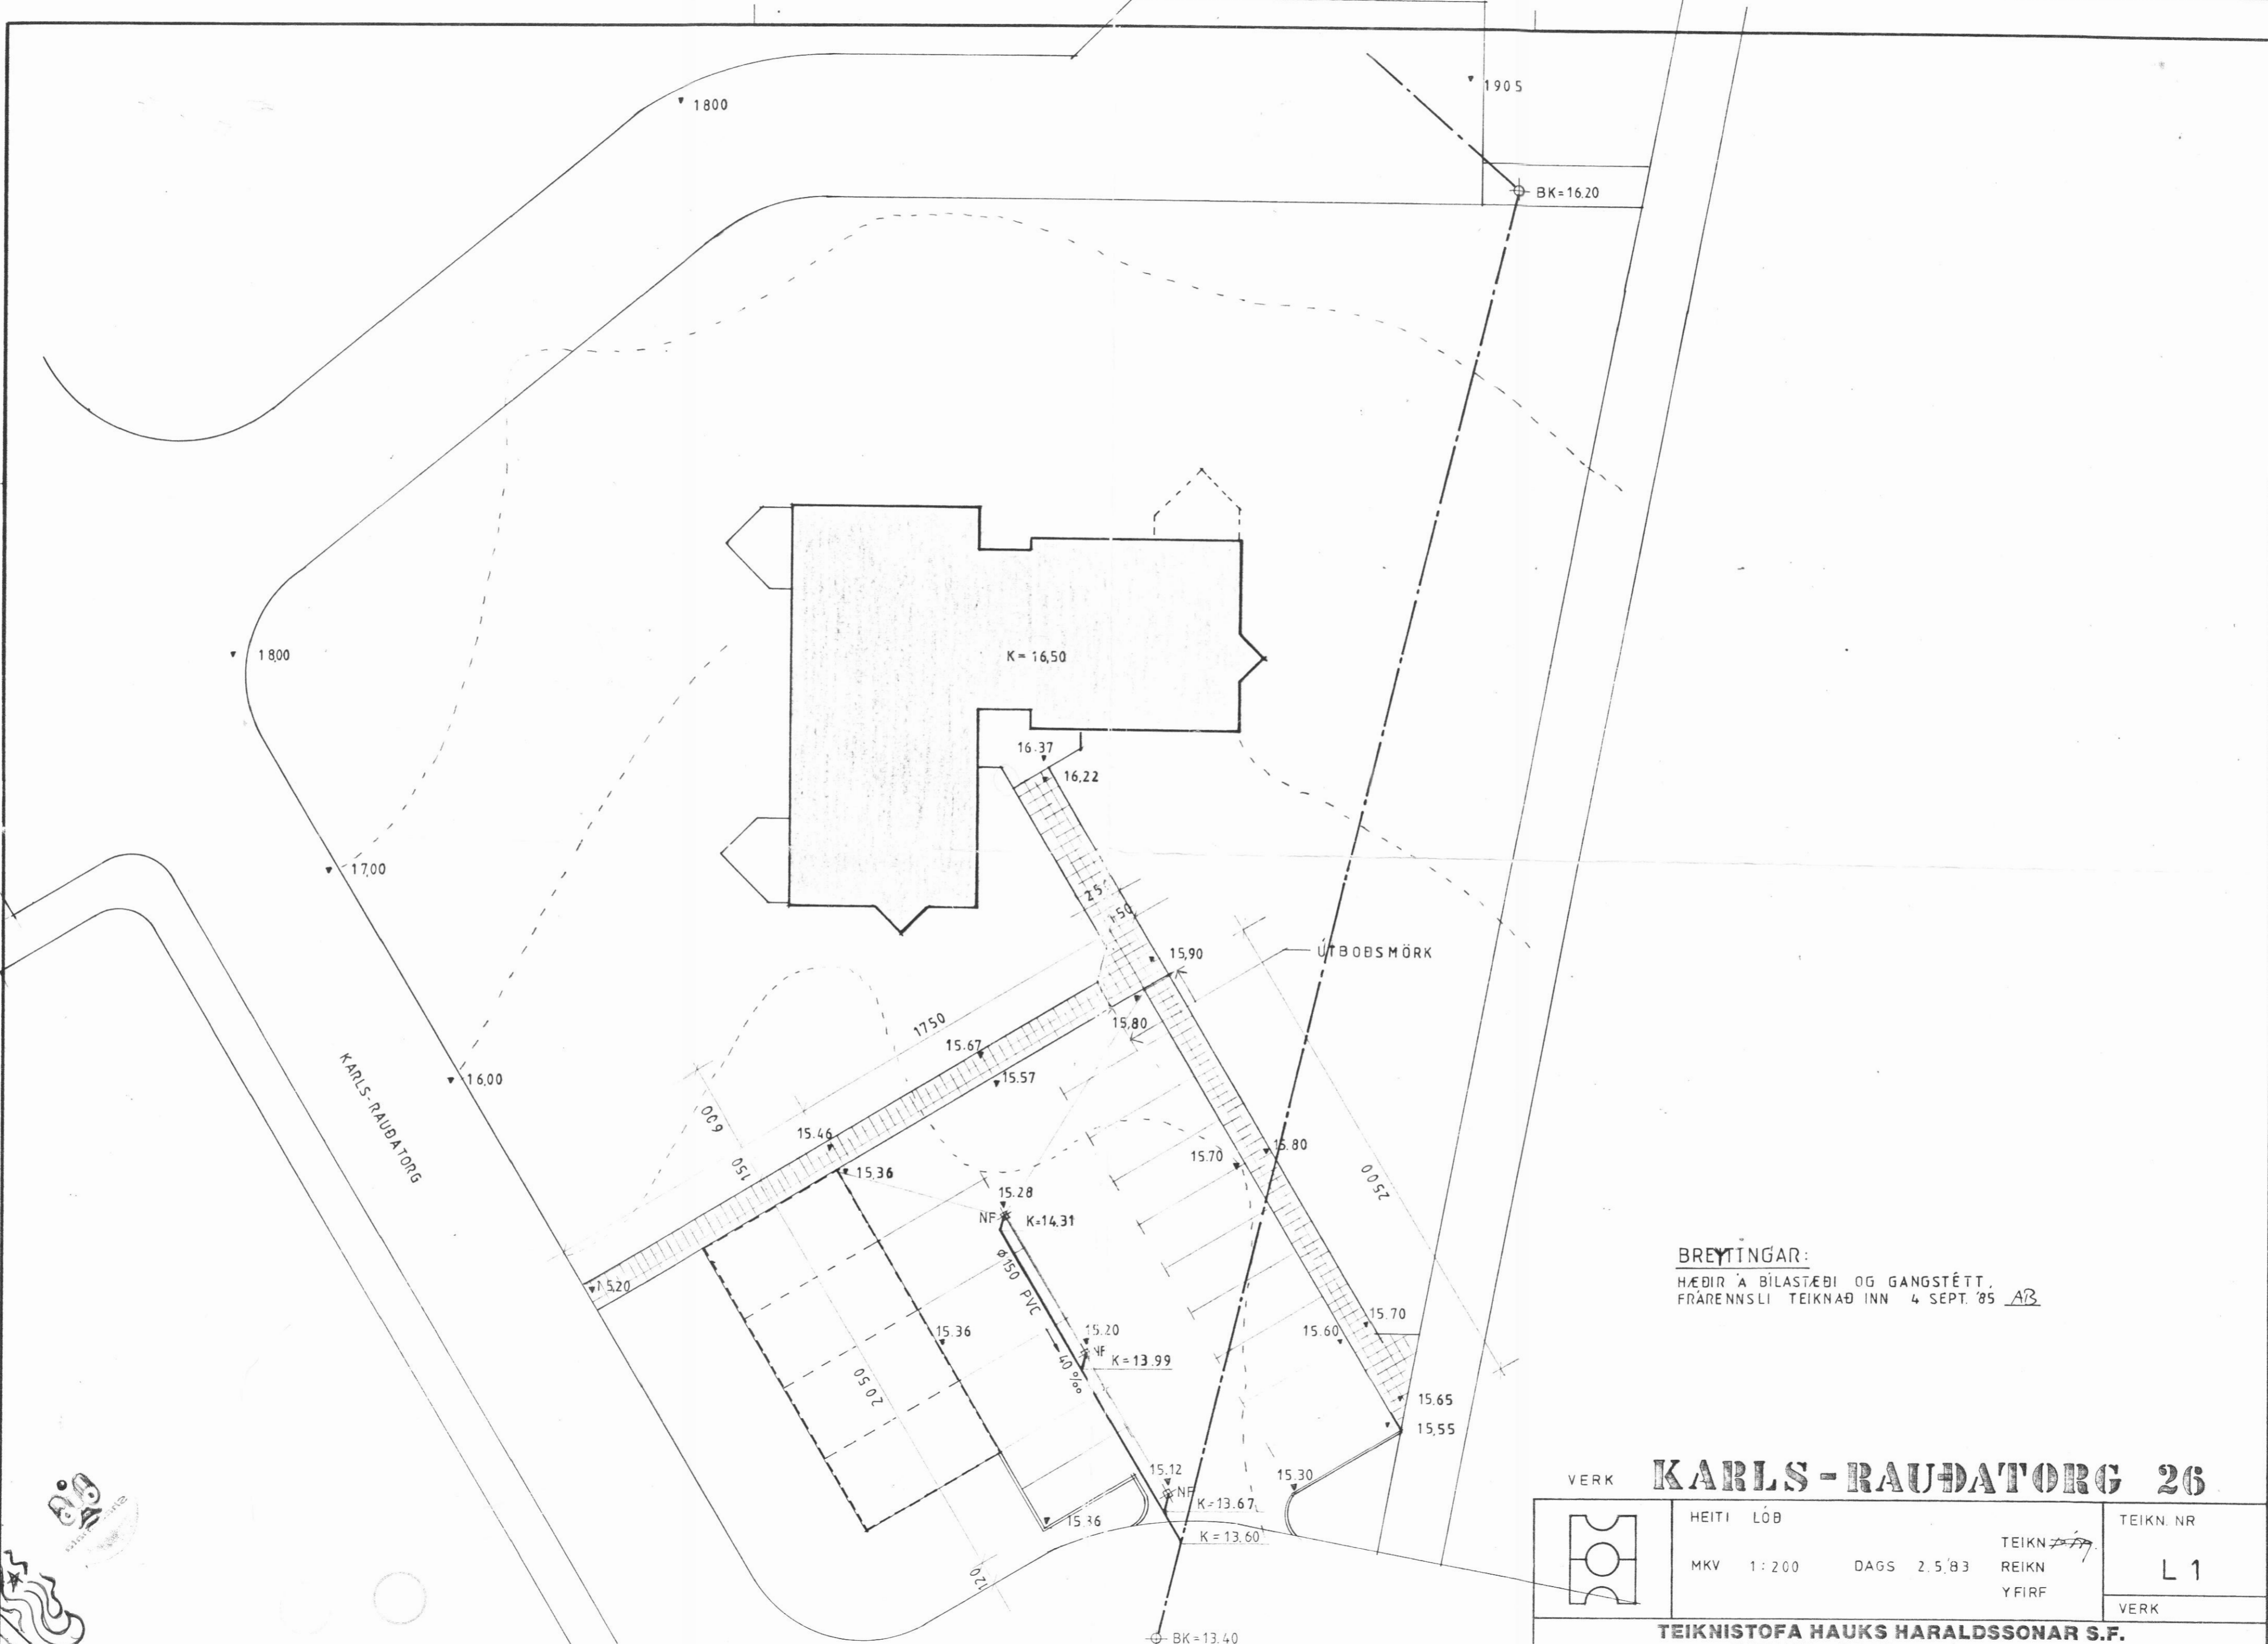 1800
1905
BK=16.20
1800
K=16,50
16.37
16,22
17,00
150
15,90
ÚTBOÐSMÖRK
15,80
1750
15.67
15.57
16,00
KARLS-RAUÐATORG
600
150
15.46
15,36
15.80
15.70
2500
15.28
NF
K=14.31
ø150 PVC
40‰
15,20
15.36
2050
15.20
NF
K=13.99
15.70
15.60
15.65
15,55
15.12
NF
K=13.67
15.30
15.36
K=13.60
120
BK=13.40
BREYTINGAR:
HÆÐIR Á BÍLASTÆÐI OG GANGSTÉTT.
FRÁRENNSLI TEIKNAÐ INN 4 SEPT. '85 AB
VERK KARLS-RAUÐATORG 26
HEITI LÓÐ
MKV 1:200 DAGS 2.5.'83
TEIKN
REIKN
YFIRF
TEIKN. NR
L 1
VERK
TEIKNISTOFA HAUKS HARALDSSONAR S.F.